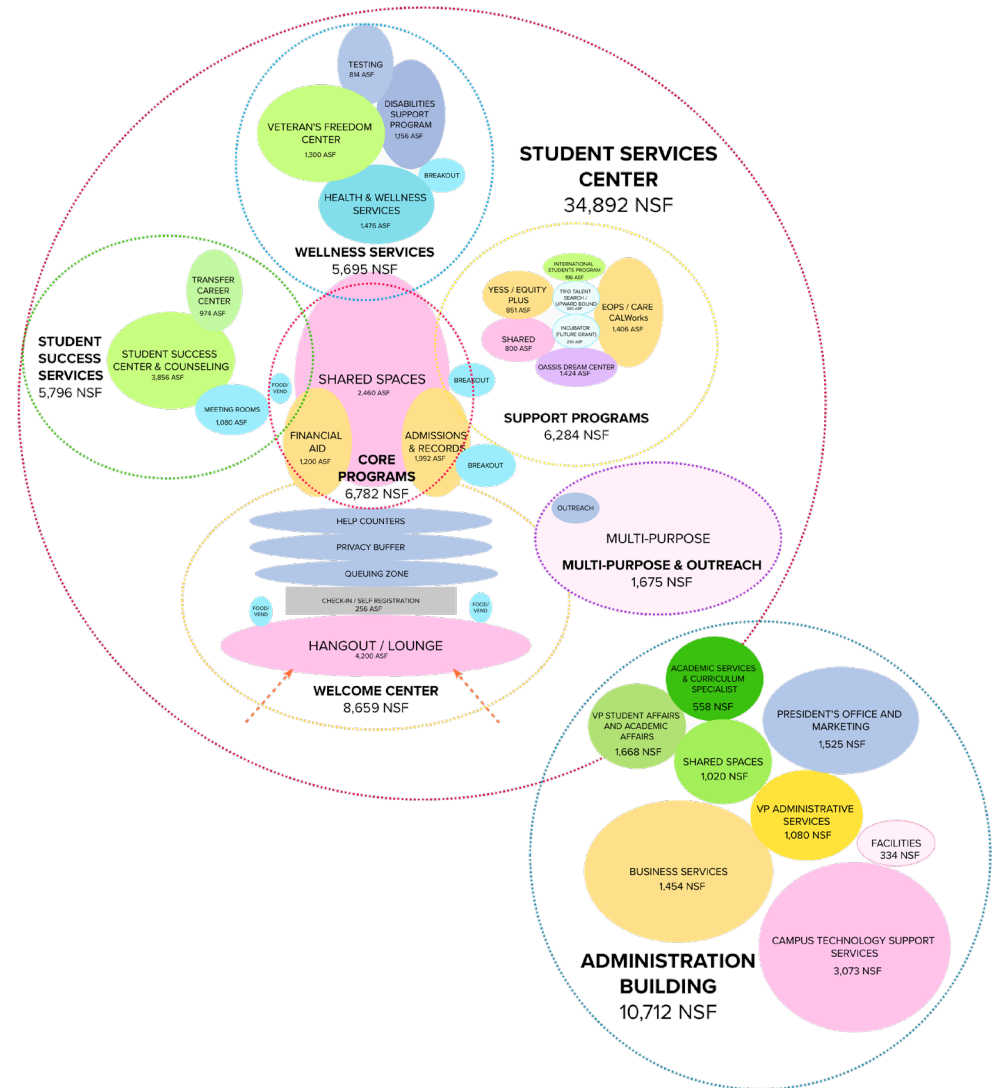 TESTING
814 ASF
DISABILITIES
SUPPORT
PROGRAM
1,156 ASF
VETERAN'S FREEDOM
CENTER
1,300 ASF
BREAKOUT
HEALTH & WELLNESS
SERVICES
1,476 ASF
WELLNESS SERVICES
5,695 NSF
STUDENT SERVICES
CENTER
34,892 NSF
TRANSFER
CAREER
CENTER
974 ASF
STUDENT SUCCESS
CENTER & COUNSELING
3,856 ASF
MEETING ROOMS
1,080 ASF
STUDENT
SUCCESS
SERVICES
5,796 NSF
FOOD/
VEND
SHARED SPACES
2,460 ASF
BREAKOUT
FINANCIAL
AID
1,200 ASF
ADMISSIONS
& RECORDS
1,992 ASF
BREAKOUT
CORE
PROGRAMS
6,782 NSF
INTERNATIONAL
STUDENTS PROGRAM
196 ASF
YESS / EQUITY
PLUS
851 ASF
TRIO TALENT
SEARCH /
UPWARD BOUND
EOPS / CARE
CALWorks
1,406 ASF
SHARED
800 ASF
INCUBATOR
(FUTURE GRANT)
OASSIS DREAM CENTER
1,424 ASF
SUPPORT PROGRAMS
6,284 NSF
HELP COUNTERS
PRIVACY BUFFER
QUEUING ZONE
CHECK-IN / SELF REGISTRATION
256 ASF
FOOD/
VEND
FOOD/
VEND
HANGOUT / LOUNGE
4,200 ASF
WELCOME CENTER
8,659 NSF
OUTREACH
MULTI-PURPOSE
MULTI-PURPOSE & OUTREACH
1,675 NSF
ACADEMIC SERVICES
& CURRICULUM
SPECIALIST
558 NSF
VP STUDENT AFFAIRS
AND ACADEMIC
AFFAIRS
1,668 NSF
PRESIDENT'S OFFICE AND
MARKETING
1,525 NSF
SHARED SPACES
1,020 NSF
VP ADMINISTRATIVE
SERVICES
1,080 NSF
FACILITIES
334 NSF
BUSINESS SERVICES
1,454 NSF
CAMPUS TECHNOLOGY SUPPORT
SERVICES
3,073 NSF
ADMINISTRATION
BUILDING
10,712 NSF